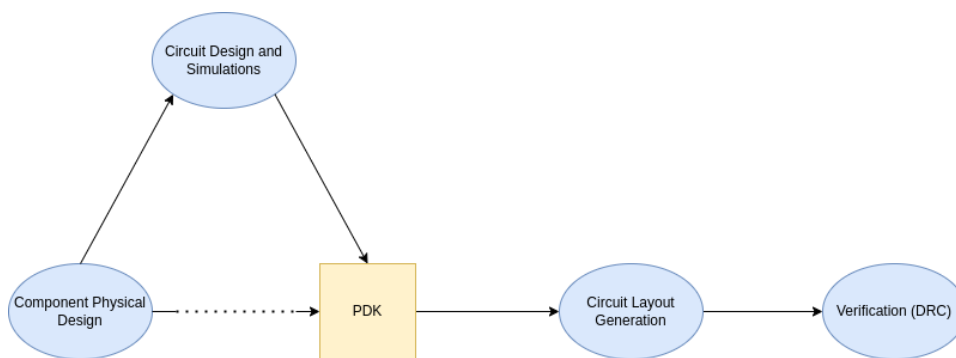 Circuit Design and
Simulations
Component Physical
Design
PDK
Circuit Layout
Generation
Verification (DRC)